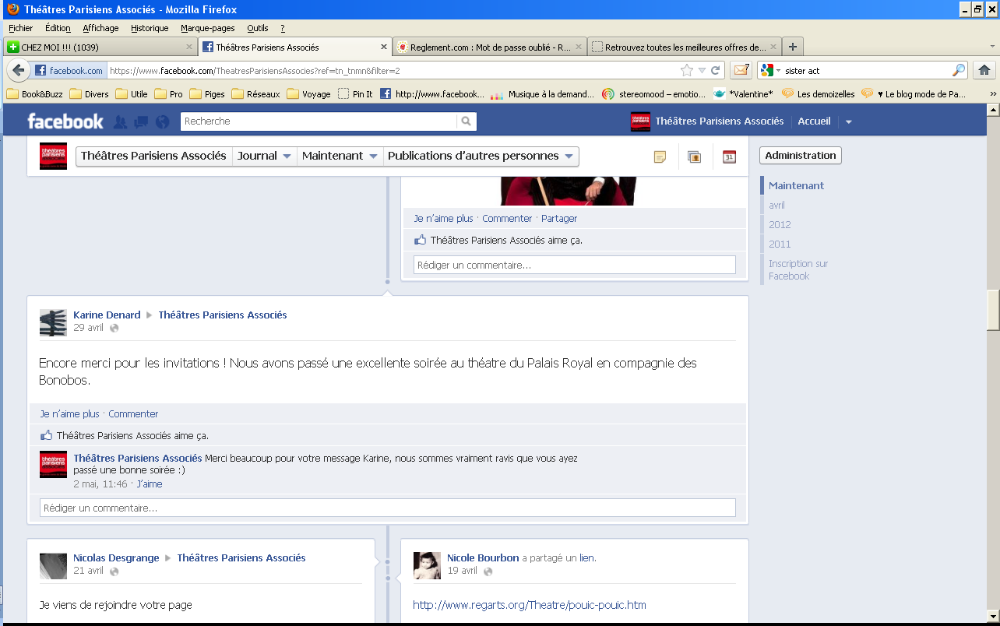 Théâtres Parisiens Associés - Mozilla Firefox
Fichier Édition Affichage Historique Marque-pages Outils ?
CHEZ MOI !!! (1039)
Théâtres Parisiens Associés
Reglement.com : Mot de passe oublié - R...
Retrouvez toutes les meilleures offres de...
facebook.com
https://www.facebook.com/TheatresParisiensAssocies?ref=tn_tnmn&filter=2
7
sister act
Book&Buzz Divers Utile Pro Piges Réseaux Voyage Pin It http://www.facebook... Musique à la demand... stereomood – emotio... *Valentine* Les demoizelles ♥ Le blog mode de Pa... »
facebook
Recherche
Théâtres Parisiens Associés
Accueil
Théâtres Parisiens Associés Journal Maintenant Publications d'autres personnes
31
Administration
Maintenant
avril
2012
2011
Inscription sur
Facebook
Je n'aime plus · Commenter · Partager
Théâtres Parisiens Associés aime ça.
Rédiger un commentaire...
Karine Denard ▶ Théâtres Parisiens Associés
29 avril
Encore merci pour les invitations ! Nous avons passé une excellente soirée au théatre du Palais Royal en compagnie des
Bonobos.
Je n'aime plus · Commenter
Théâtres Parisiens Associés aime ça.
théâtres
parisiens
associés
Théâtres Parisiens Associés Merci beaucoup pour votre message Karine, nous sommes vraiment ravis que vous ayez
passé une bonne soirée :)
2 mai, 11:46 · J'aime
Rédiger un commentaire...
Nicolas Desgrange ▶ Théâtres Parisiens Associés
21 avril
Je viens de rejoindre votre page
Nicole Bourbon a partagé un lien.
19 avril
http://www.regarts.org/Theatre/pouic-pouic.htm